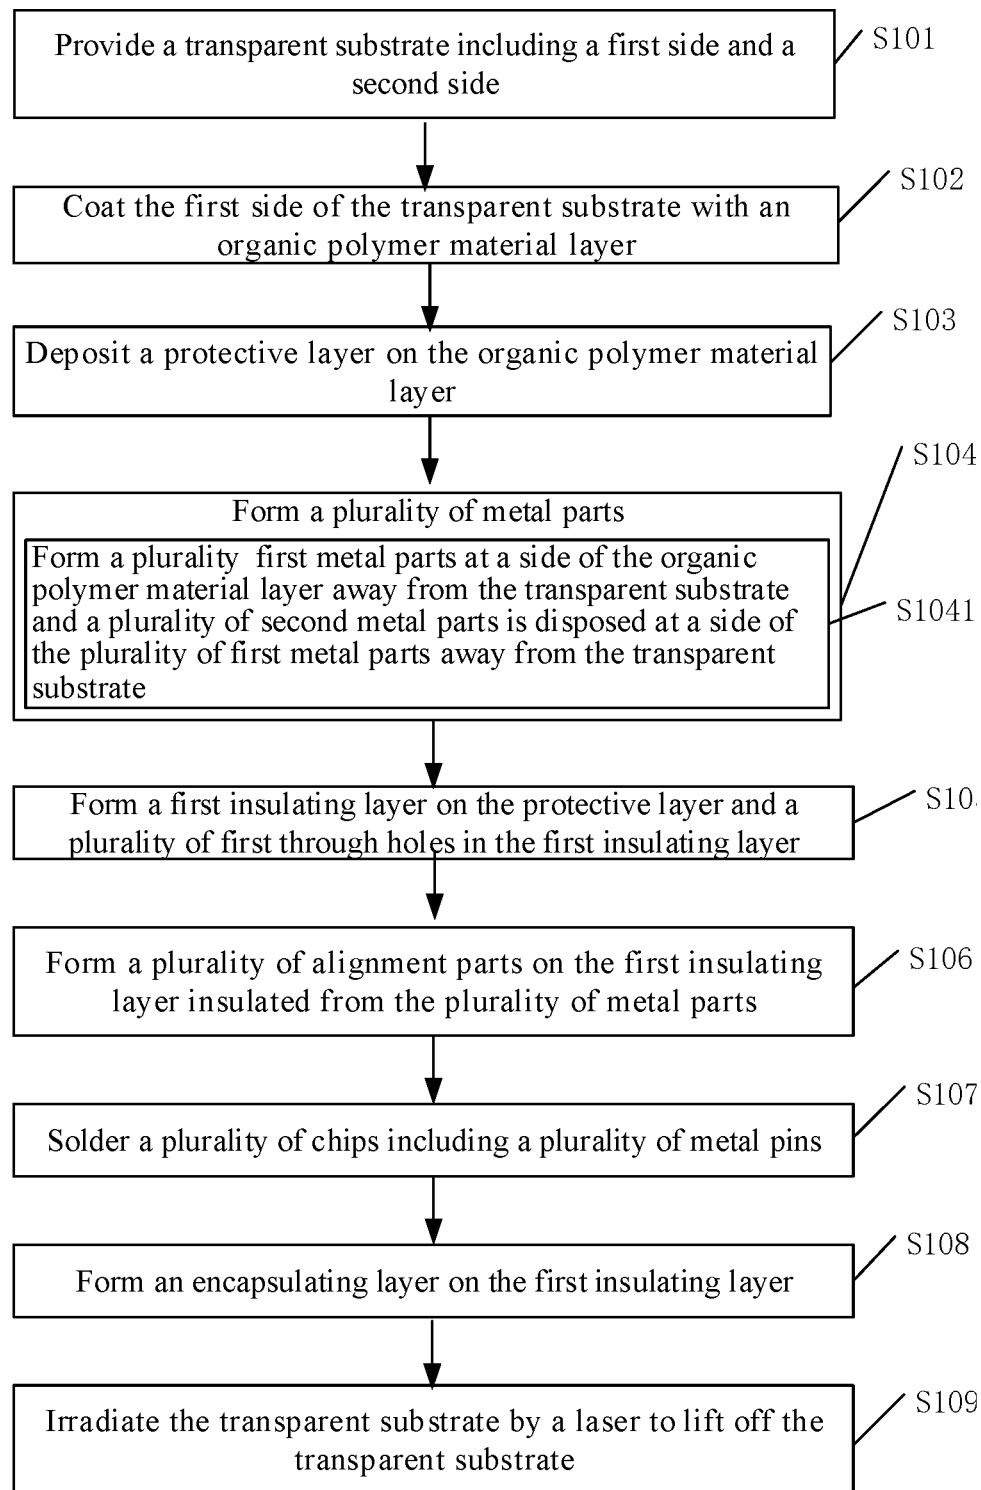 Provide a transparent substrate including a first side and a
second side
S101
Coat the first side of the transparent substrate with an
organic polymer material layer
S102
Deposit a protective layer on the organic polymer material
layer
S103
Form a plurality of metal parts
S104
Form a plurality first metal parts at a side of the organic
polymer material layer away from the transparent substrate
and a plurality of second metal parts is disposed at a side of
the plurality of first metal parts away from the transparent
substrate
S1041
Form a first insulating layer on the protective layer and a
plurality of first through holes in the first insulating layer
Form a plurality of alignment parts on the first insulating
layer insulated from the plurality of metal parts
S106
Solder a plurality of chips including a plurality of metal pins
S107
Form an encapsulating layer on the first insulating layer
S108
Irradiate the transparent substrate by a laser to lift off the
transparent substrate
S109